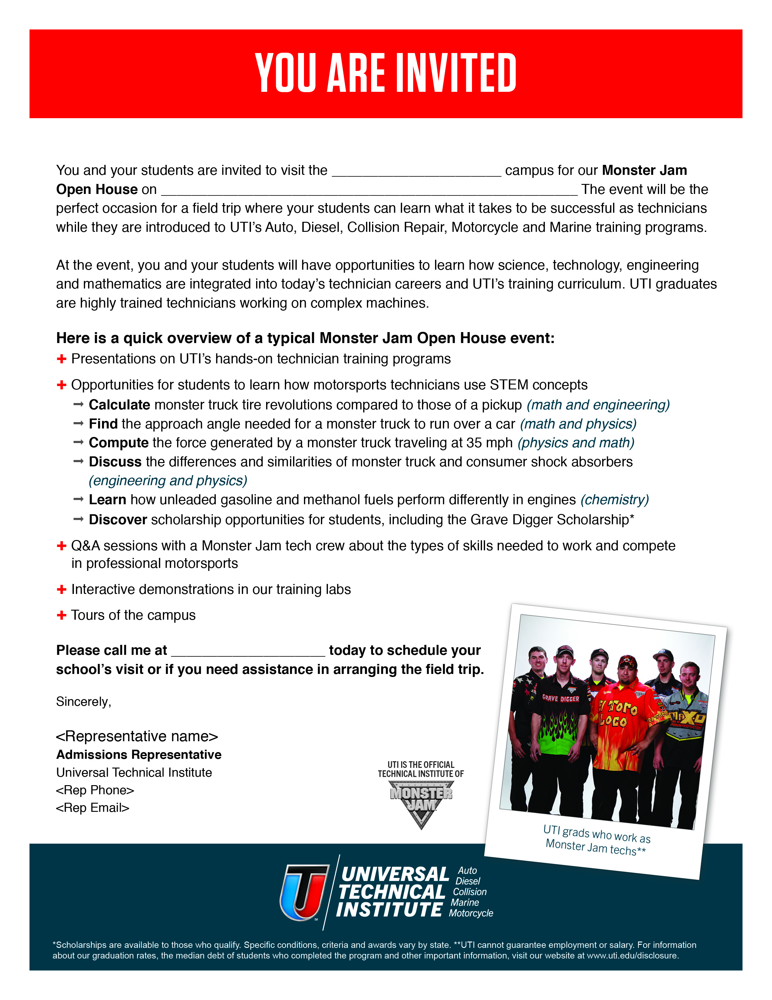 YOU ARE INVITED
You and your students are invited to visit the ______________________ campus for our Monster Jam
Open House on ______________________________________________________ The event will be the
perfect occasion for a field trip where your students can learn what it takes to be successful as technicians
while they are introduced to UTI’s Auto, Diesel, Collision Repair, Motorcycle and Marine training programs.
At the event, you and your students will have opportunities to learn how science, technology, engineering
and mathematics are integrated into today’s technician careers and UTI’s training curriculum. UTI graduates
are highly trained technicians working on complex machines.
Here is a quick overview of a typical Monster Jam Open House event:
+ Presentations on UTI’s hands-on technician training programs
+ Opportunities for students to learn how motorsports technicians use STEM concepts
→ Calculate monster truck tire revolutions compared to those of a pickup (math and engineering)
→ Find the approach angle needed for a monster truck to run over a car (math and physics)
→ Compute the force generated by a monster truck traveling at 35 mph (physics and math)
→ Discuss the differences and similarities of monster truck and consumer shock absorbers
(engineering and physics)
→ Learn how unleaded gasoline and methanol fuels perform differently in engines (chemistry)
→ Discover scholarship opportunities for students, including the Grave Digger Scholarship*
+ Q&A sessions with a Monster Jam tech crew about the types of skills needed to work and compete
in professional motorsports
+ Interactive demonstrations in our training labs
+ Tours of the campus
Please call me at ____________________ today to schedule your
school’s visit or if you need assistance in arranging the field trip.
Sincerely,
<Representative name>
Admissions Representative
Universal Technical Institute
<Rep Phone>
<Rep Email>
UTI IS THE OFFICIAL
TECHNICAL INSTITUTE OF
MONSTER
JAM
GRAVE DIGGER
El Toro
Loco
El Toro
MAX-D
MAXIMUM DESTRUCTION
UTI grads who work as
Monster Jam techs**
UNIVERSAL
TECHNICAL
INSTITUTE
Auto
Diesel
Collision
Marine
Motorcycle
TM
*Scholarships are available to those who qualify. Specific conditions, criteria and awards vary by state. **UTI cannot guarantee employment or salary. For information
about our graduation rates, the median debt of students who completed the program and other important information, visit our website at www.uti.edu/disclosure.